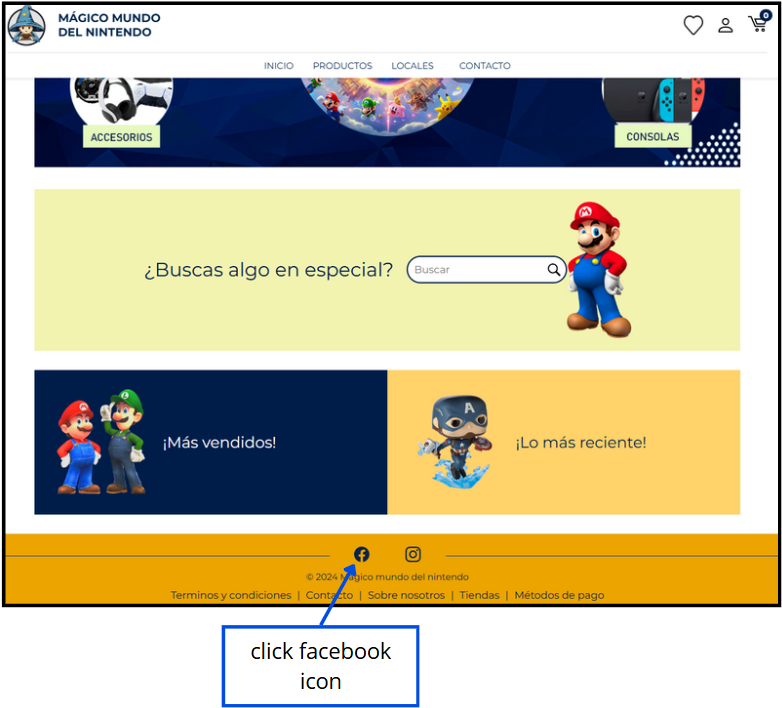 MÁGICO MUNDO
DEL NINTENDO
0
INICIO PRODUCTOS LOCALES CONTACTO
ACCESORIOS
CONSOLAS
¿Buscas algo en especial?
Buscar
¡Más vendidos!
¡Lo más reciente!
© 2024 Mágico mundo del nintendo
Terminos y condiciones | Contacto | Sobre nosotros | Tiendas | Métodos de pago
click facebook
icon